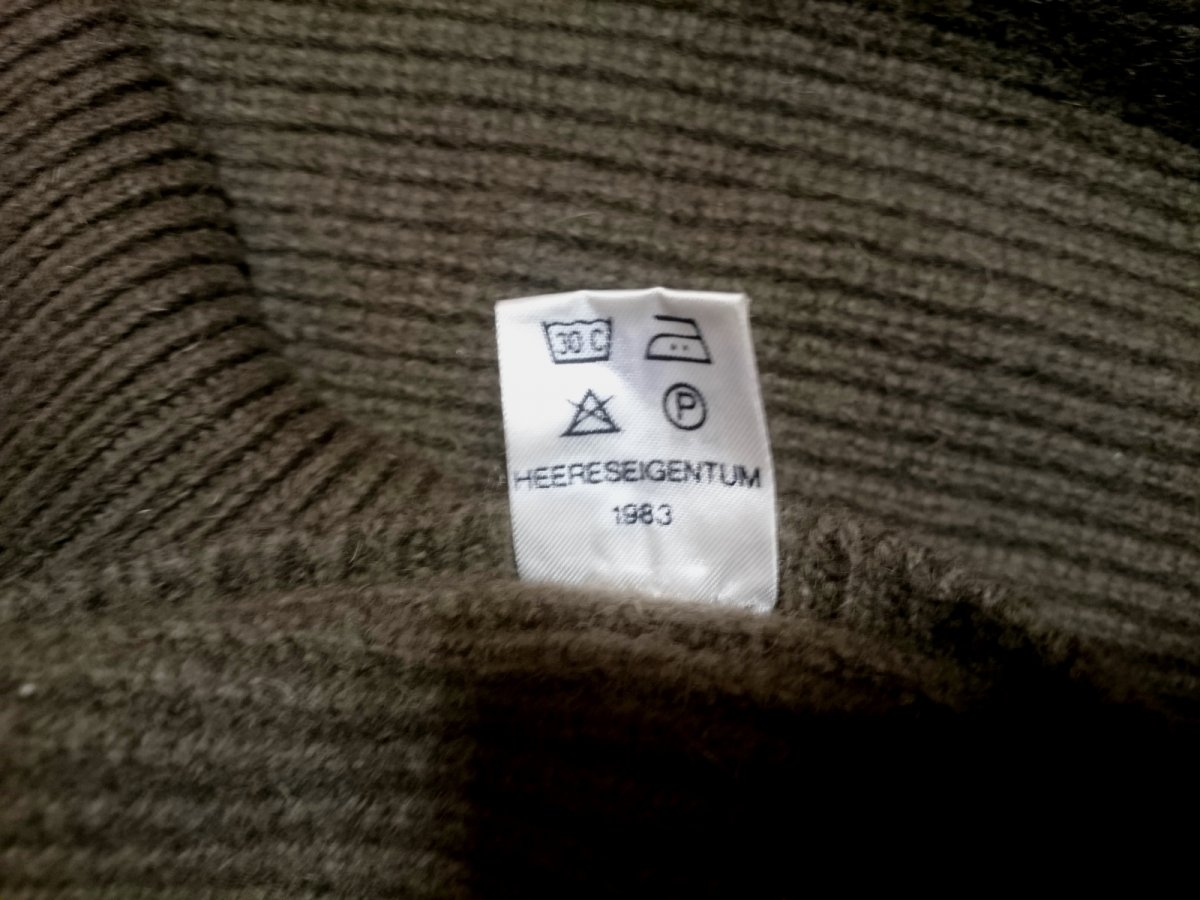 30 C
P
HEERESEIGENTUM
1983